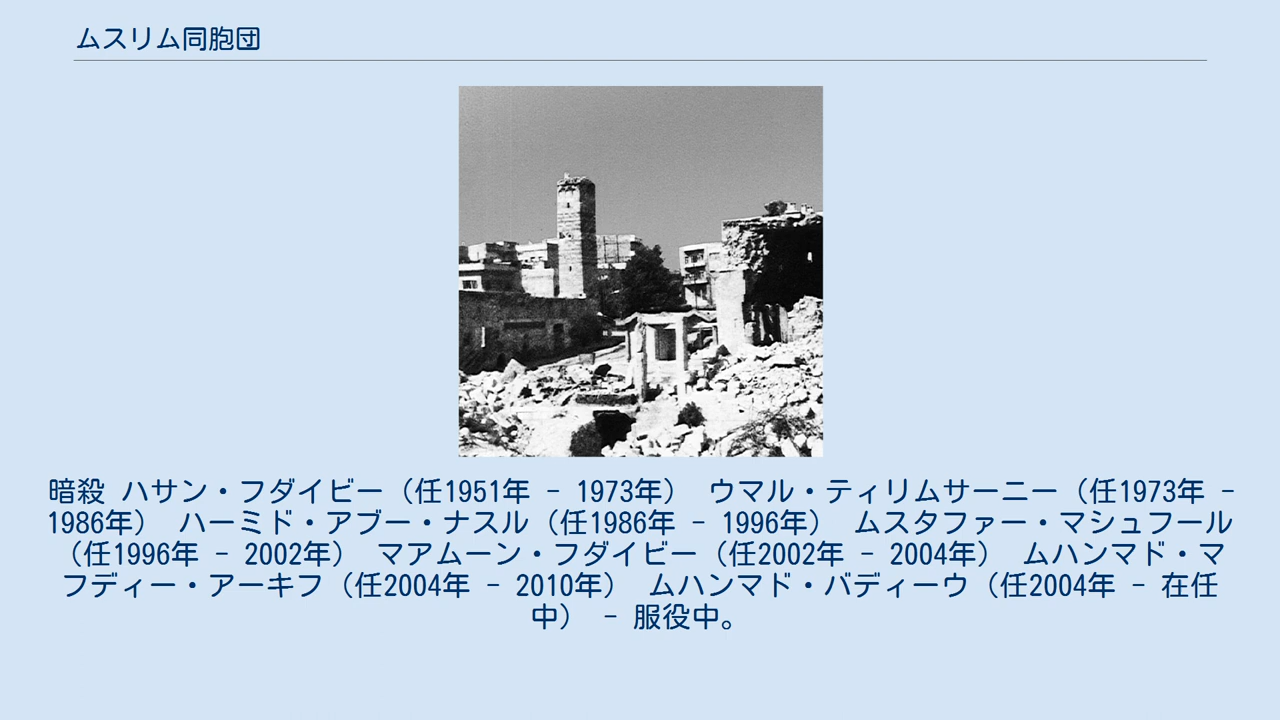 ムスリム同胞団
暗殺 ハサン・フダイビー（任1951年 - 1973年） ウマル・ティリムサーニー（任1973年 -
1986年） ハーミド・アブー・ナスル（任1986年 - 1996年） ムスタファー・マシュフール
（任1996年 - 2002年） マアムーン・フダイビー（任2002年 - 2004年） ムハンマド・マ
フディー・アーキフ（任2004年 - 2010年） ムハンマド・バディーウ（任2004年 - 在任
中） - 服役中。